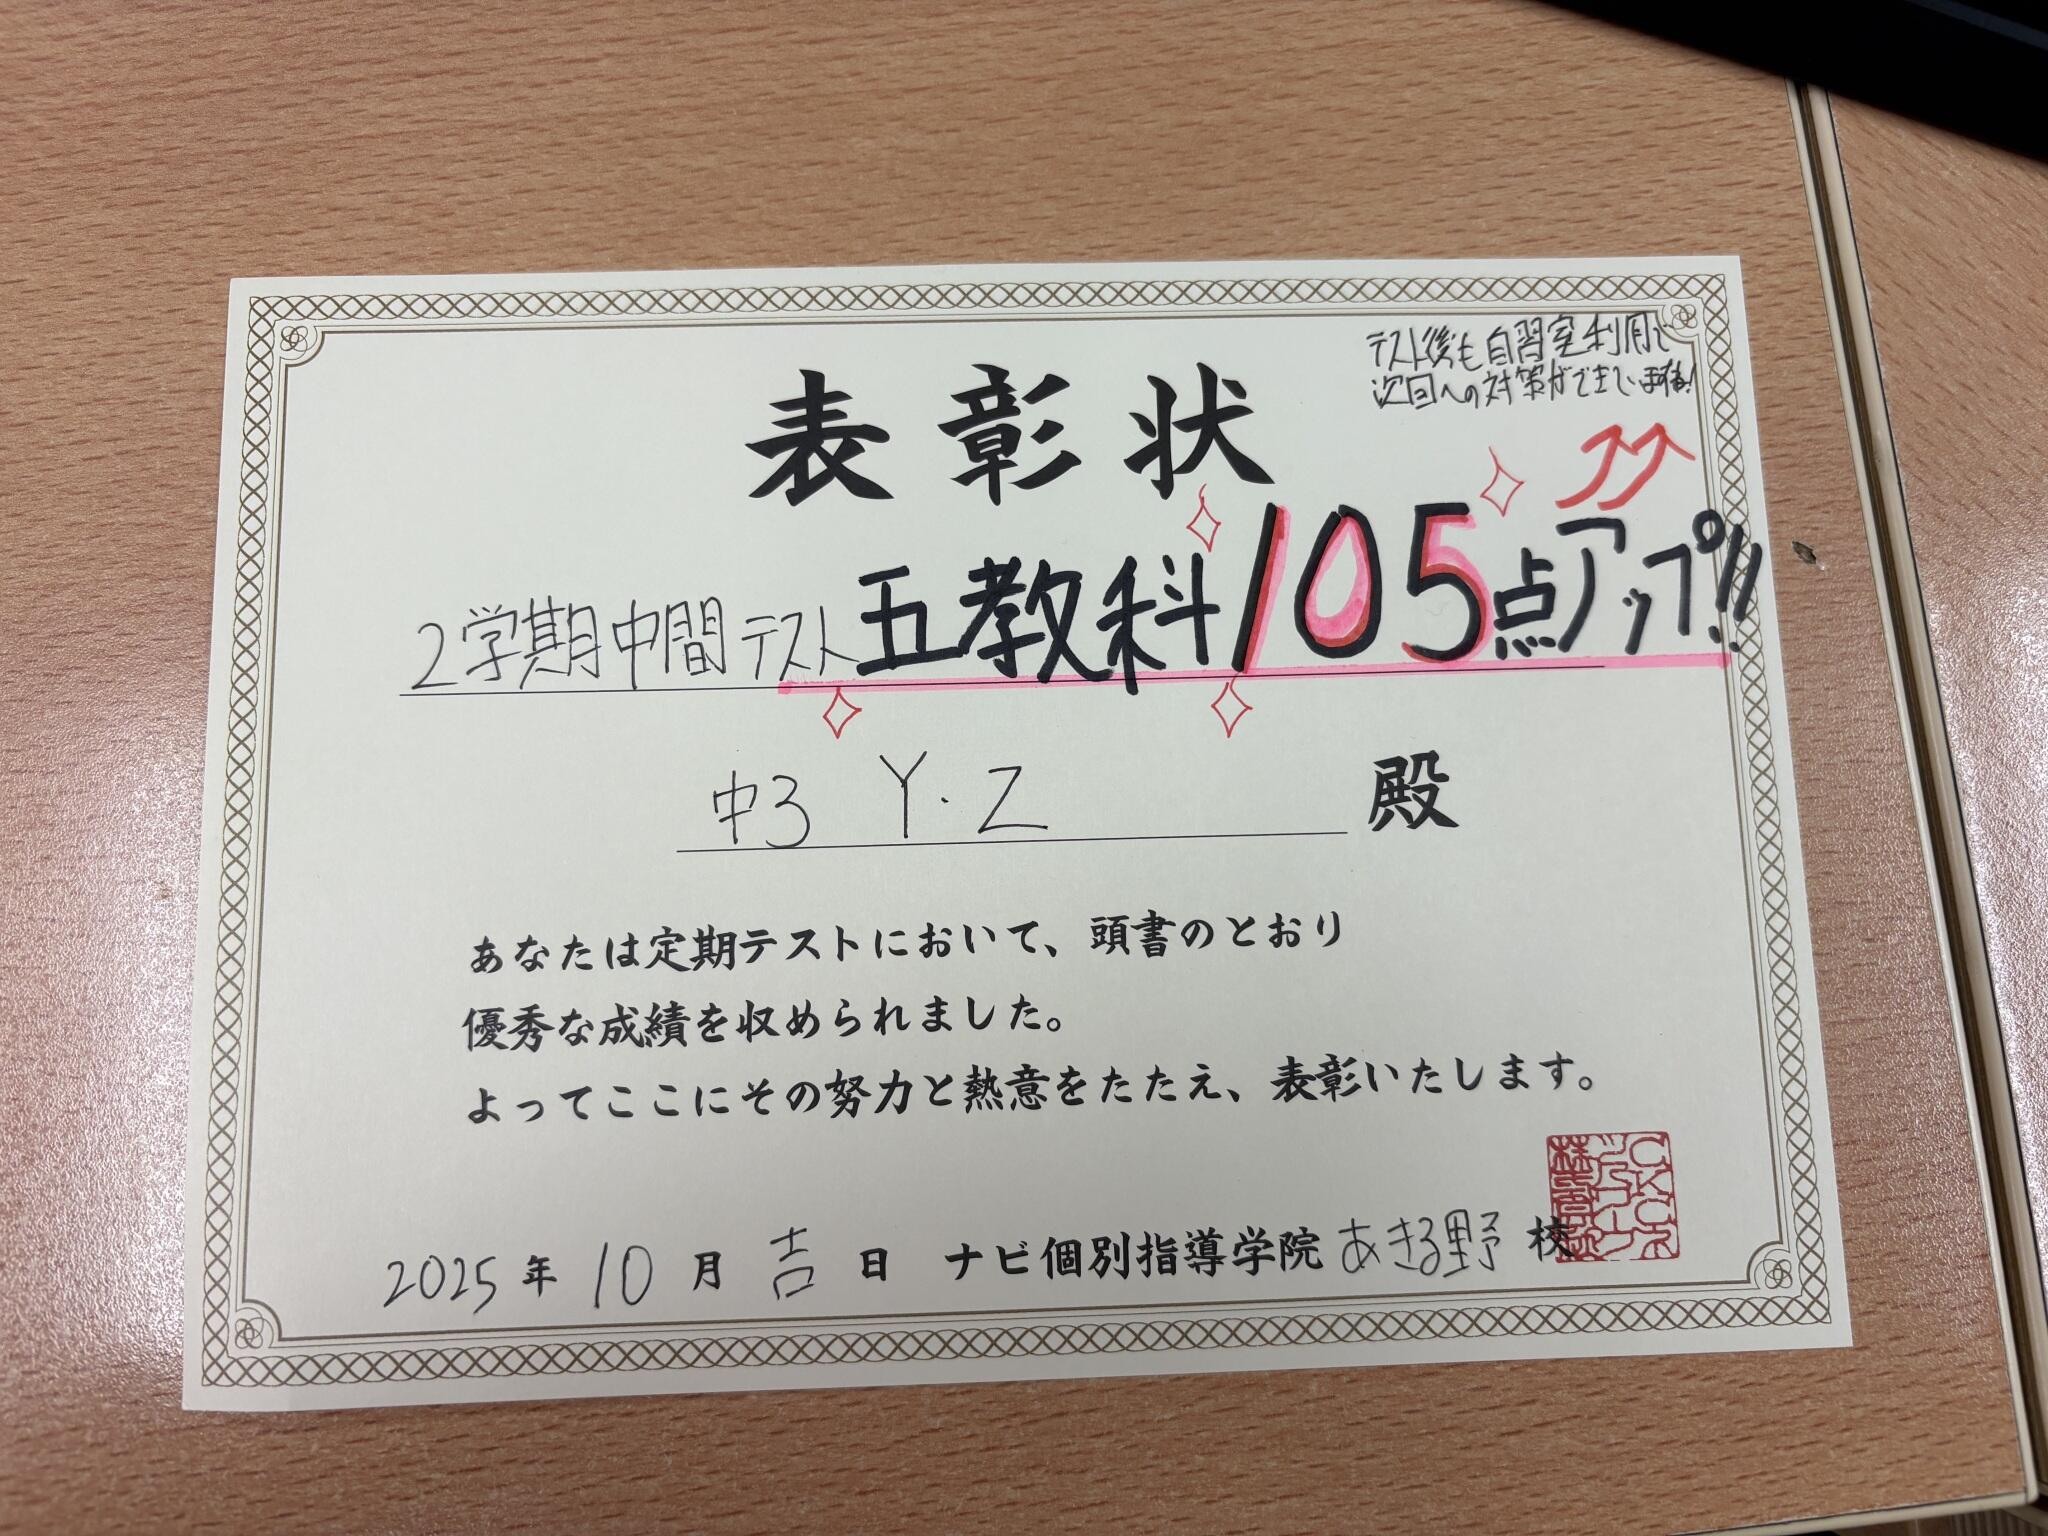 テスト後も自習室利用で
次回への対策ができていますね!
表彰状
2学期中間テスト五教科105点アップ!!
中3 Y.Z 殿
あなたは定期テストにおいて、頭書のとおり
優秀な成績を収められました。
よってここにその努力と熱意をたたえ、表彰いたします。
2025年10月吉日 ナビ個別指導学院あきる野校